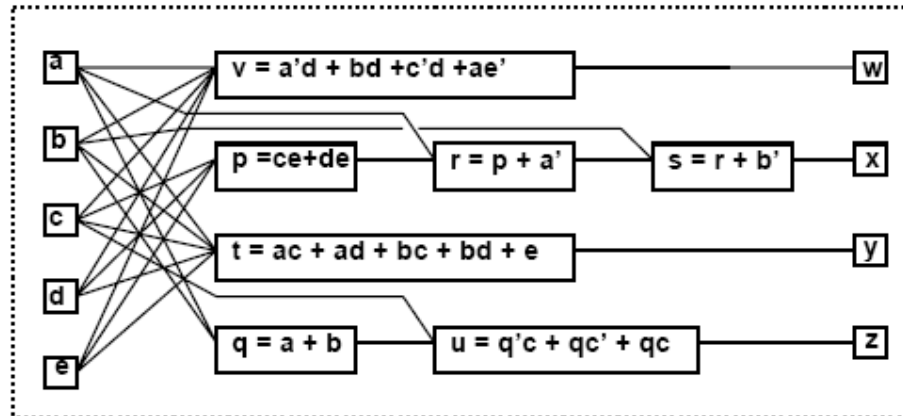 a v = a'd + bd +c'd +ae' w
b p =ce+de r = p + a' s = r + b' x
c t = ac + ad + bc + bd + e y
d
q = a + b u = q'c + qc' + qc z
e